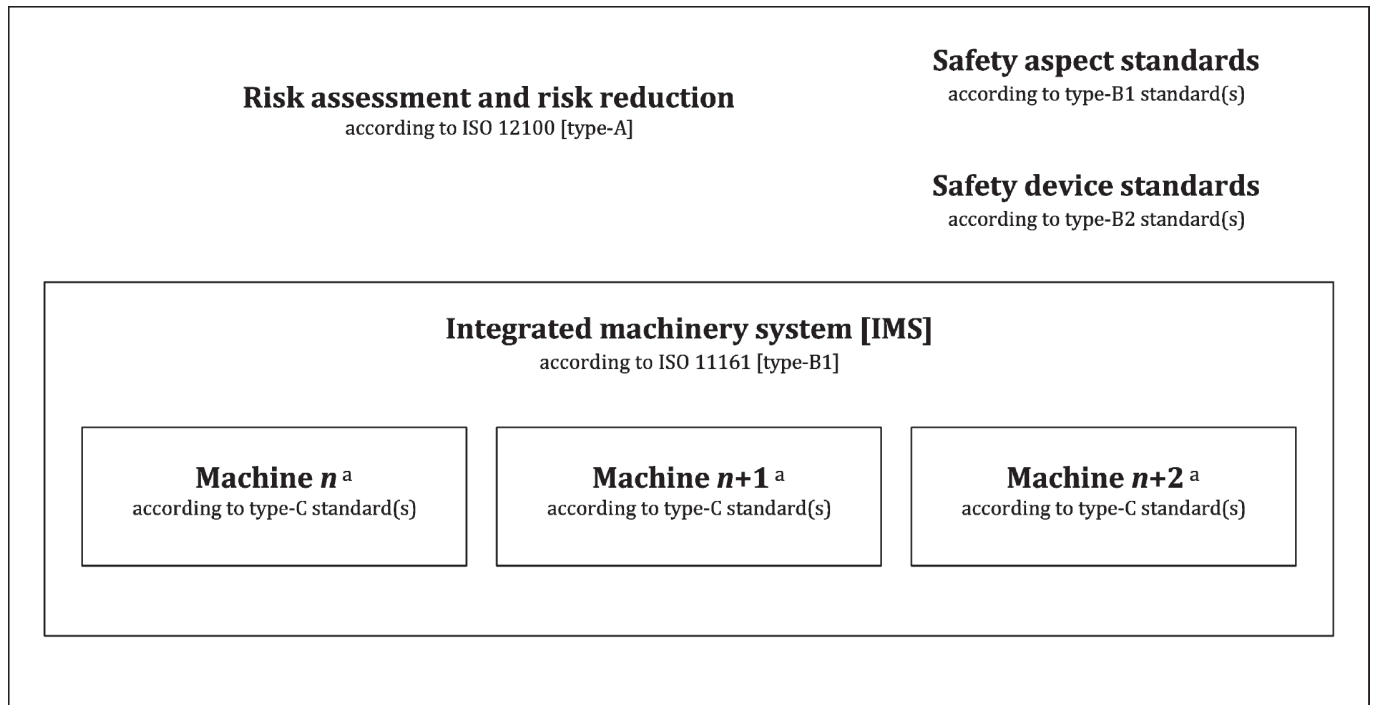 Risk assessment and risk reduction
according to ISO 12100 [type-A]
Safety aspect standards
according to type-B1 standard(s)
Safety device standards
according to type-B2 standard(s)
Integrated machinery system [IMS]
according to ISO 11161 [type-B1]
Machine n a
according to type-C standard(s)
Machine n+1 a
according to type-C standard(s)
Machine n+2 a
according to type-C standard(s)